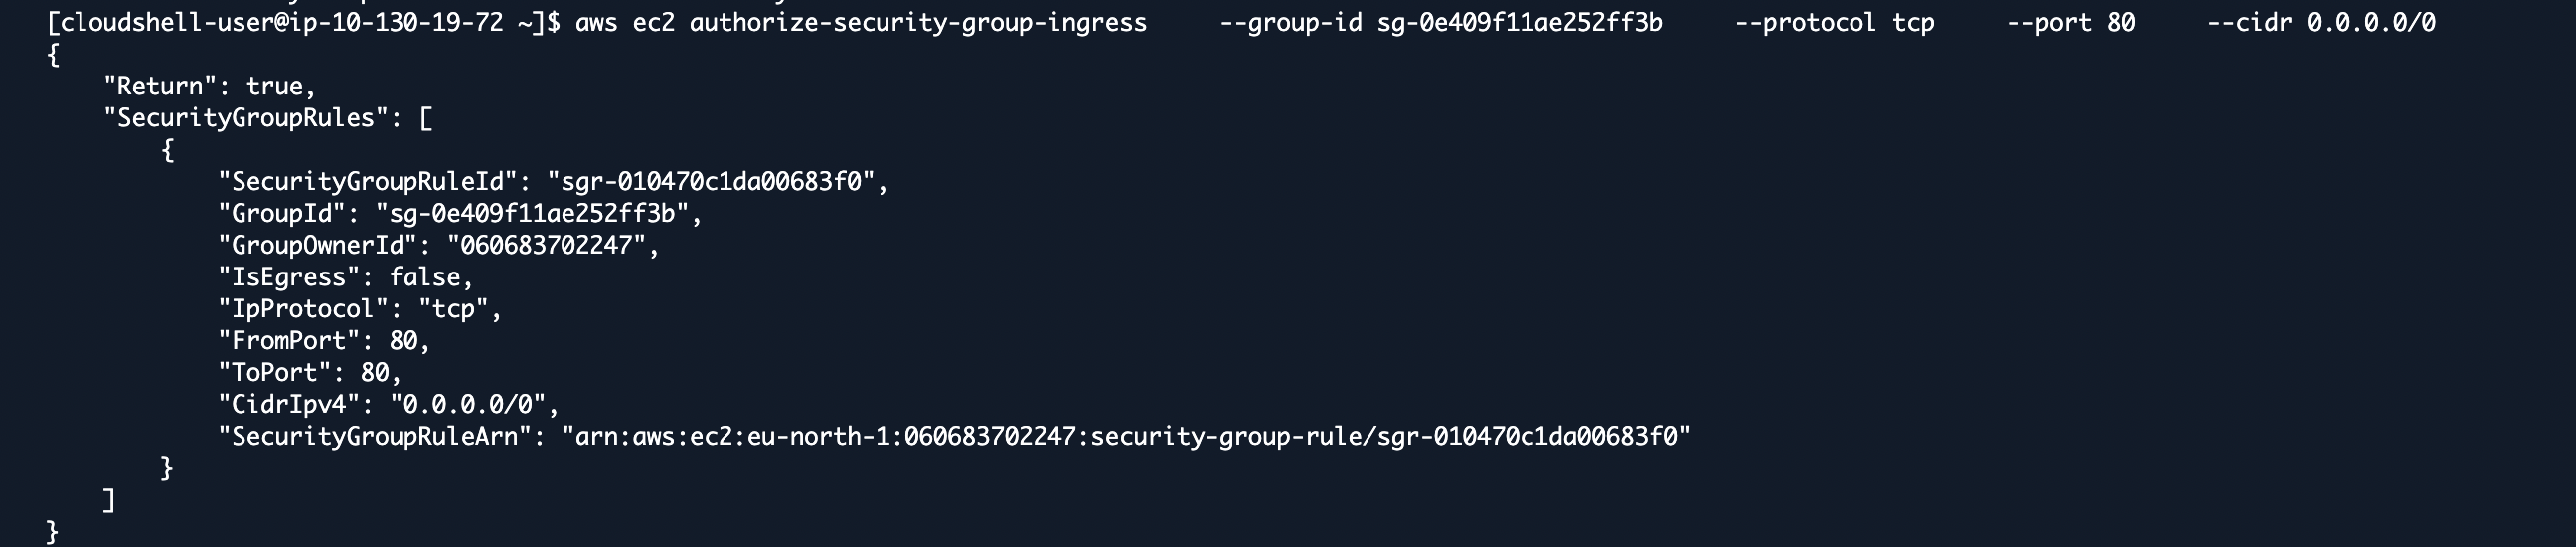 [cloudshell-user@ip-10-130-19-72 ~]$ aws ec2 authorize-security-group-ingress     --group-id sg-0e409f11ae252ff3b     --protocol tcp     --port 80     --cidr 0.0.0.0/0
{
    "Return": true,
    "SecurityGroupRules": [
        {
            "SecurityGroupRuleId": "sgr-010470c1da00683f0",
            "GroupId": "sg-0e409f11ae252ff3b",
            "GroupOwnerId": "060683702247",
            "IsEgress": false,
            "IpProtocol": "tcp",
            "FromPort": 80,
            "ToPort": 80,
            "CidrIpv4": "0.0.0.0/0",
            "SecurityGroupRuleArn": "arn:aws:ec2:eu-north-1:060683702247:security-group-rule/sgr-010470c1da00683f0"
        }
    ]
}